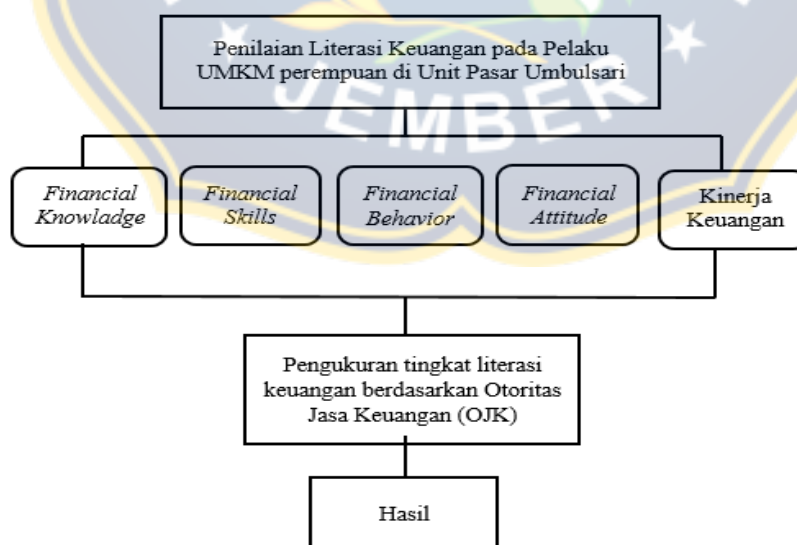 Penilaian Literasi Keuangan pada Pelaku
UMKM perempuan di Unit Pasar Umbulsari
JEMBER
Financial
Knowladge
Financial
Skills
Financial
Behavior
Financial
Attitude
Kinerja
Keuangan
Pengukuran tingkat literasi
keuangan berdasarkan Otoritas
Jasa Keuangan (OJK)
Hasil